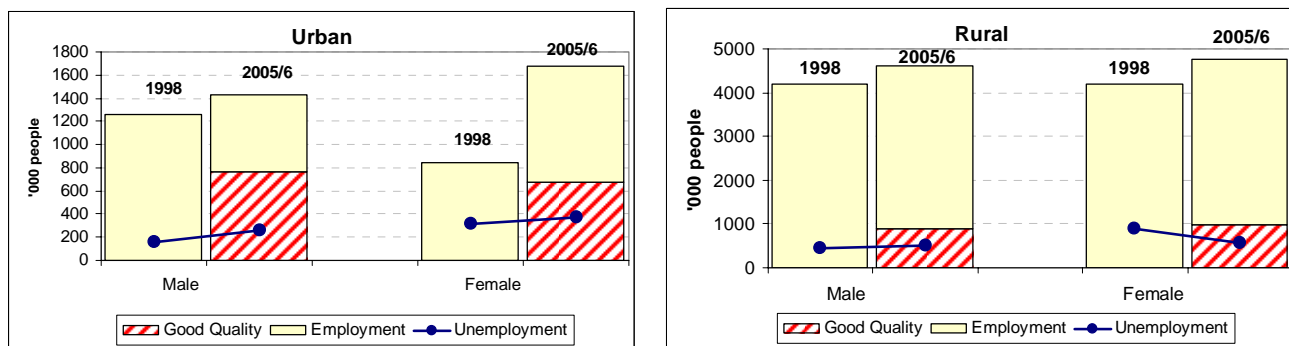 Urban
1800
1600
1400
1200
1000
800
600
400
200
0
'000 people
1998
2005/6
1998
2005/6
Male
Female
Good Quality
Employment
Unemployment
Rural
5000
4000
3000
2000
1000
0
'000 people
1998
2005/6
1998
2005/6
Male
Female
Good Quality
Employment
Unemployment